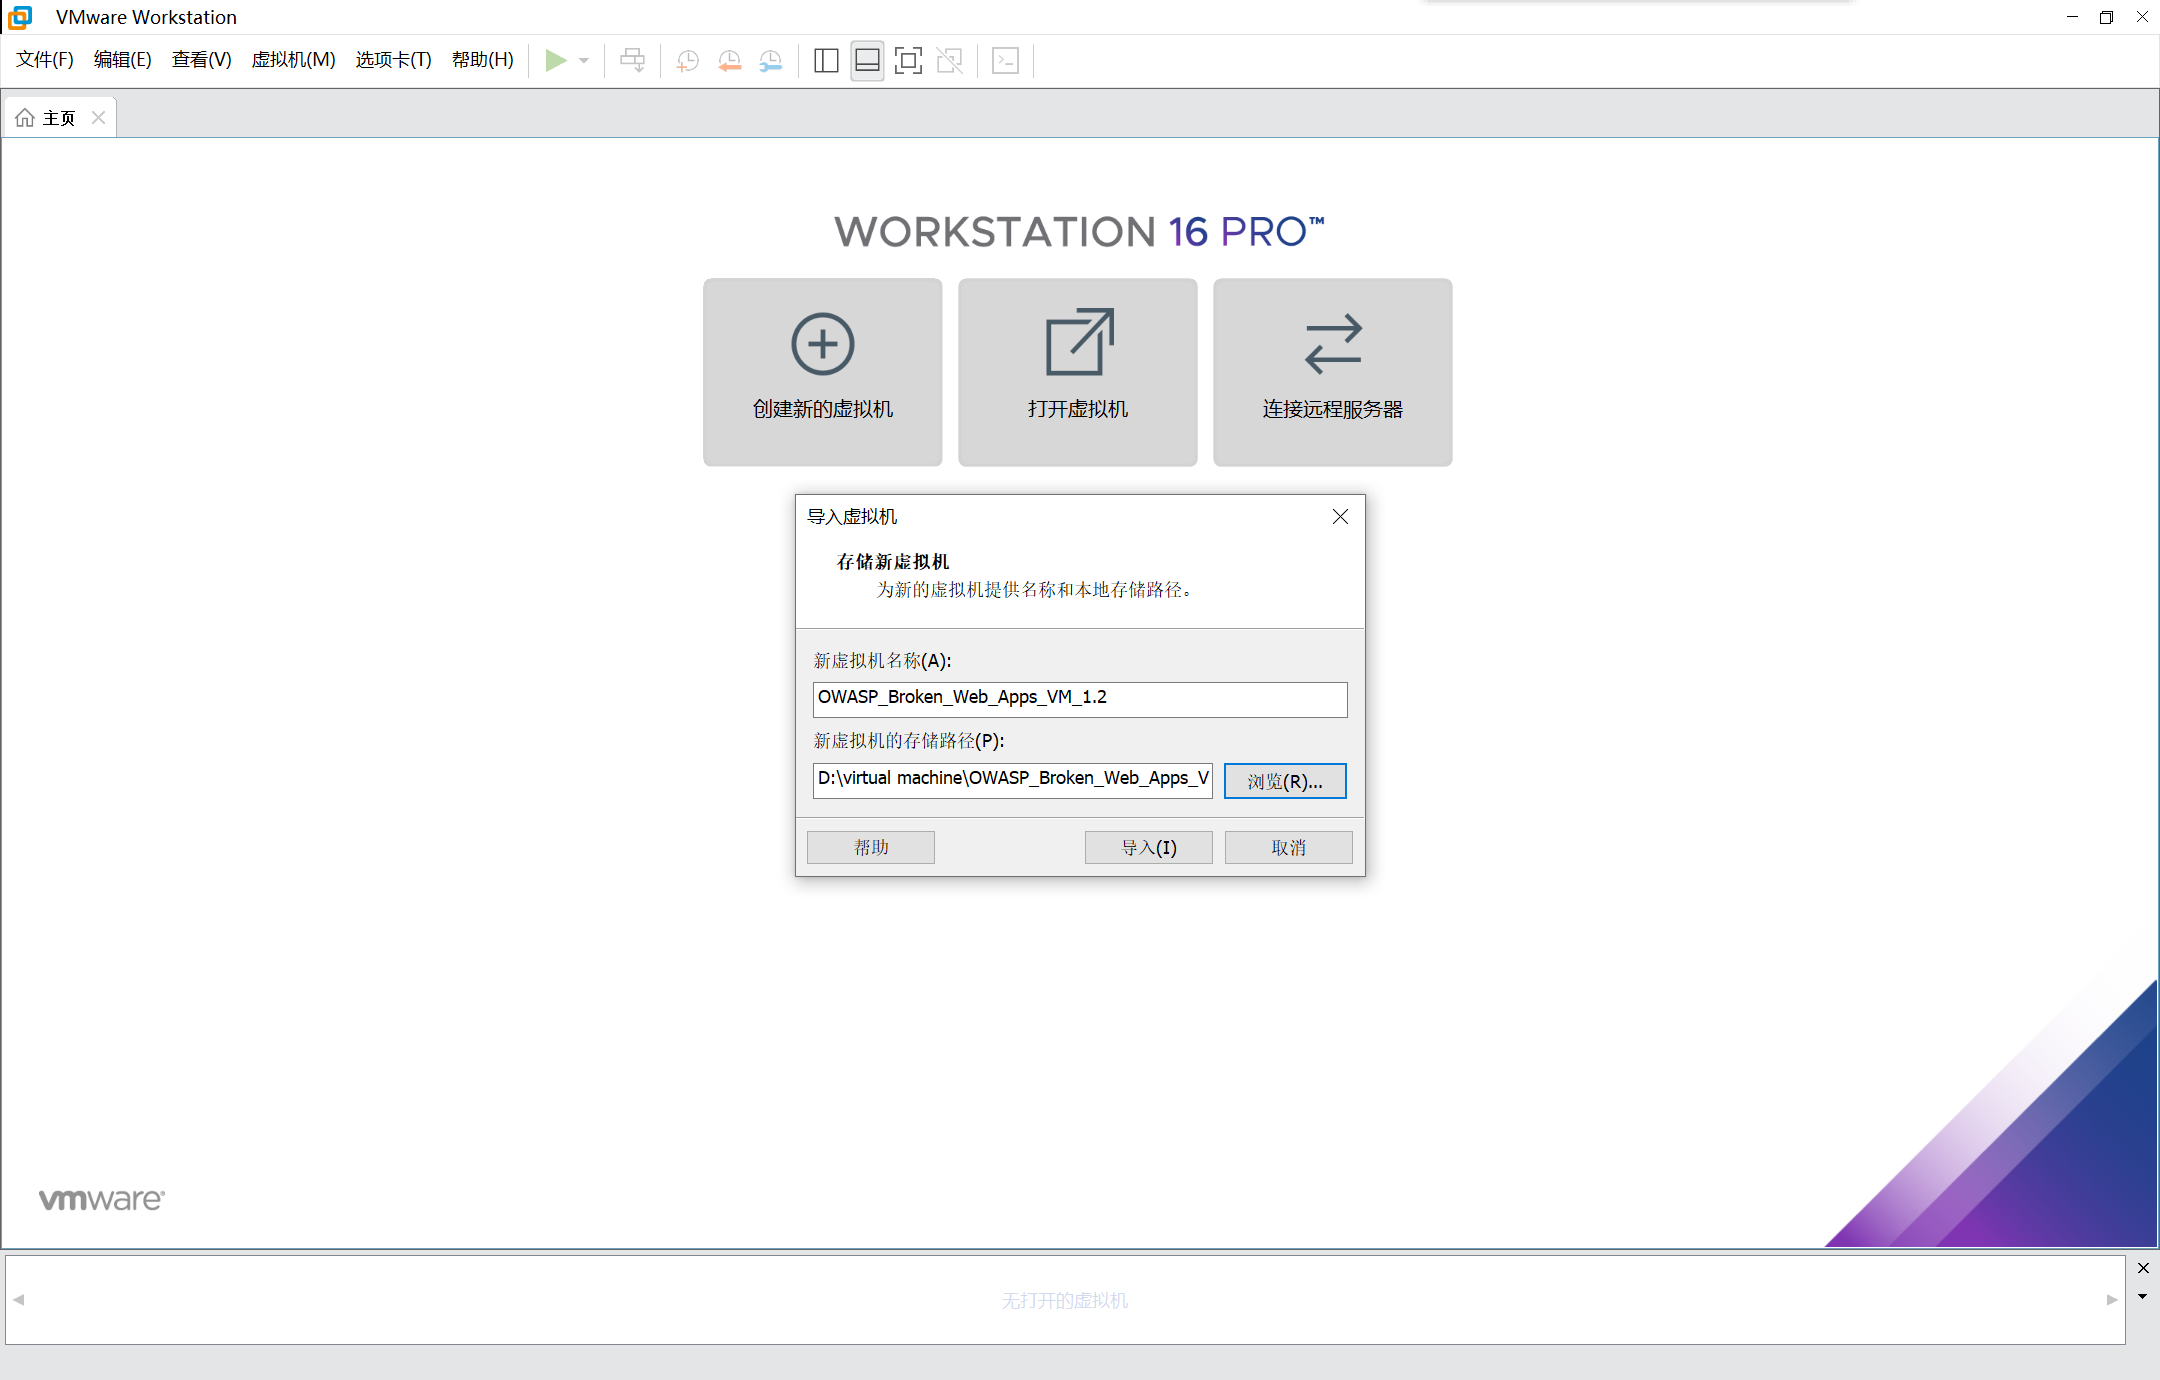 VMware Workstation
文件(F) 编辑(E) 查看(V) 虚拟机(M) 选项卡(T) 帮助(H)
主页
WORKSTATION 16 PRO™
创建新的虚拟机 打开虚拟机 连接远程服务器
导入虚拟机
存储新虚拟机
为新的虚拟机提供名称和本地存储路径。
新虚拟机名称(A):
OWASP_Broken_Web_Apps_VM_1.2
新虚拟机的存储路径(P):
D:\virtual machine\OWASP_Broken_Web_Apps_V 浏览(R)...
帮助 导入(I) 取消
vmware®
无打开的虚拟机